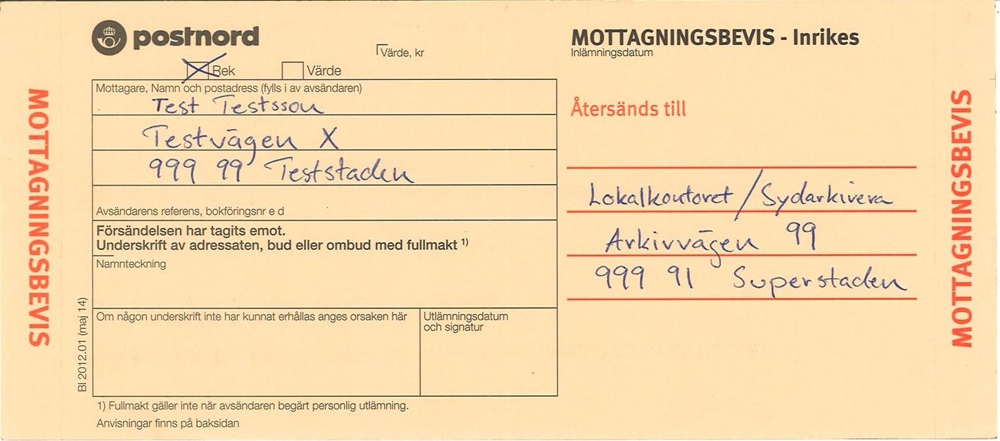 MOTTAGNINGSBEVIS
postnord
Värde, kr
Rek
Värde
Mottagare, Namn och postadress (fylls i av avsändaren)
Test Testsson
Testvägen X
999 99 Teststaden
Avsändarens referens, bokföringsnr e d
Försändelsen har tagits emot.
Underskrift av adressaten, bud eller ombud med fullmakt 1)
Namnteckning
Om någon underskrift inte har kunnat erhållas anges orsaken här
Utlämningsdatum
och signatur
BI 2012.01 (maj 14)
1) Fullmakt gäller inte när avsändaren begärt personlig utlämning.
Anvisningar finns på baksidan
MOTTAGNINGSBEVIS - Inrikes
Inlämningsdatum
Återsänds till
Lokalkontoret / Sydarkivera
Arkivvägen 99
999 91 Superstaden
MOTTAGNINGSBEVIS